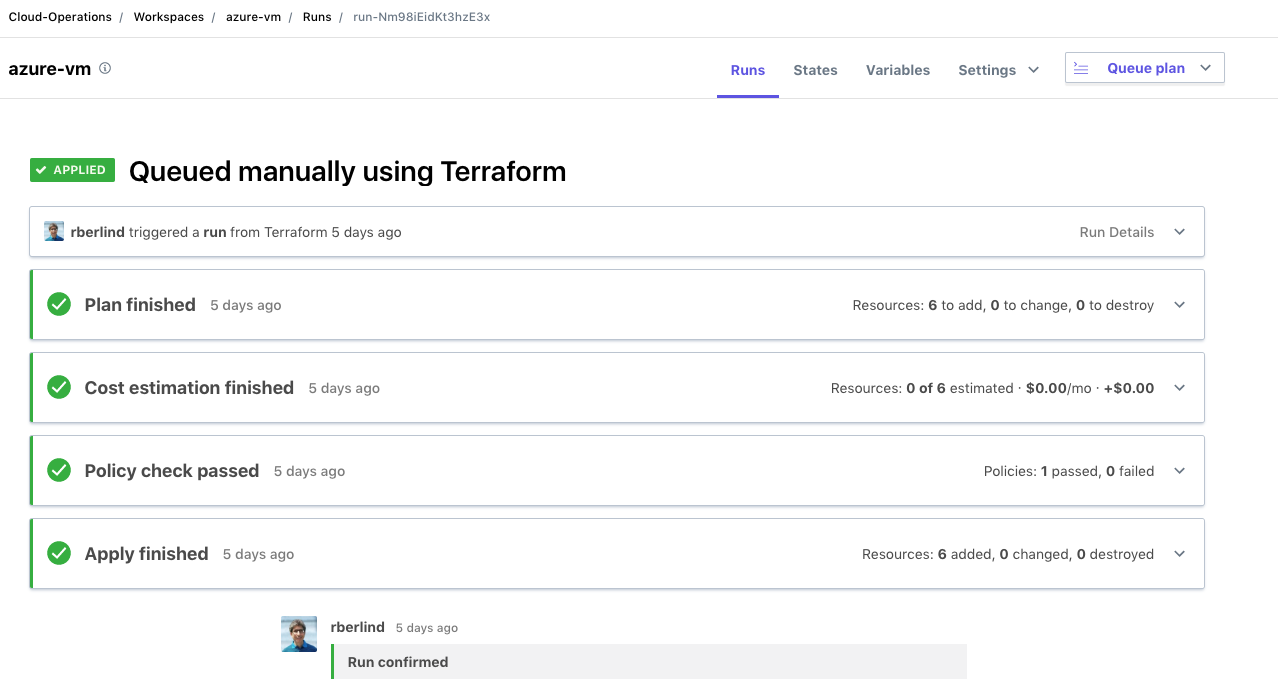 Cloud-Operations / Workspaces / azure-vm / Runs / run-Nm98iEidKt3hzE3x
azure-vm
Runs States Variables Settings Queue plan
APPLIED Queued manually using Terraform
rberlind triggered a run from Terraform 5 days ago Run Details
Plan finished 5 days ago Resources: 6 to add, 0 to change, 0 to destroy
Cost estimation finished 5 days ago Resources: 0 of 6 estimated · $0.00/mo · +$0.00
Policy check passed 5 days ago Policies: 1 passed, 0 failed
Apply finished 5 days ago Resources: 6 added, 0 changed, 0 destroyed
rberlind 5 days ago
Run confirmed